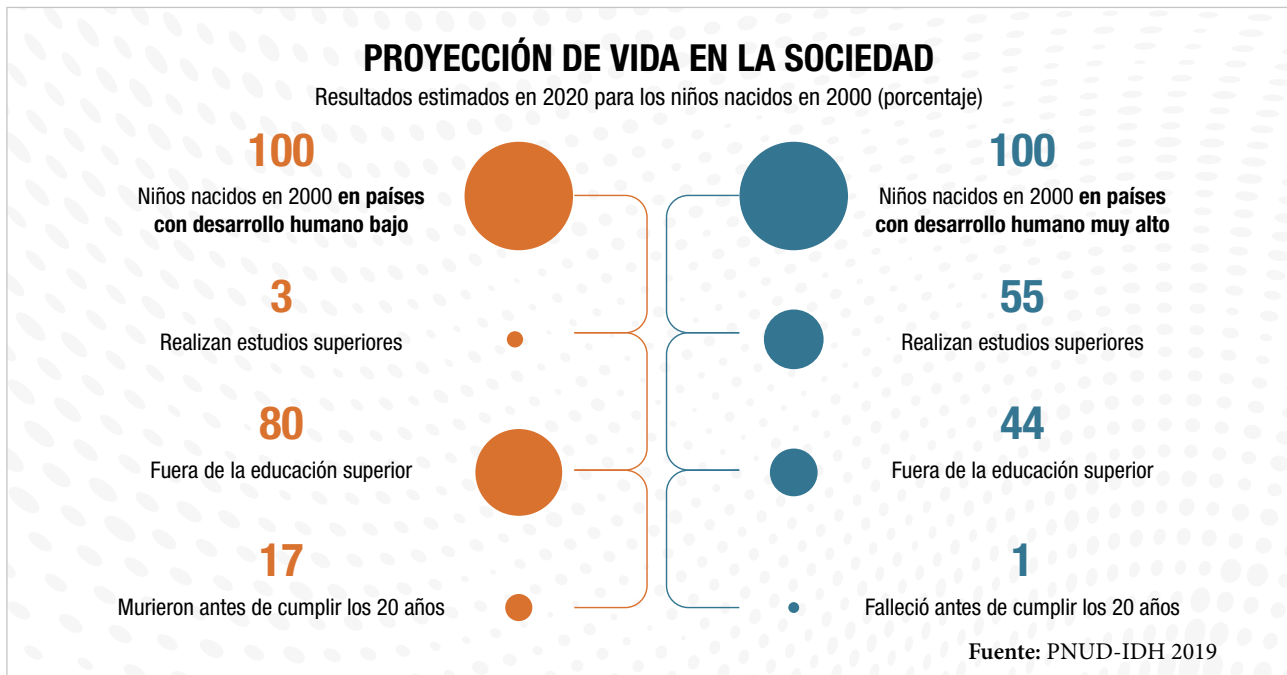 PROYECCIÓN DE VIDA EN LA SOCIEDAD
Resultados estimados en 2020 para los niños nacidos en 2000 (porcentaje)
100
Niños nacidos en 2000 en países
con desarrollo humano bajo
3
Realizan estudios superiores
80
Fuera de la educación superior
17
Murieron antes de cumplir los 20 años
100
Niños nacidos en 2000 en países
con desarrollo humano muy alto
55
Realizan estudios superiores
44
Fuera de la educación superior
1
Falleció antes de cumplir los 20 años
Fuente: PNUD-IDH 2019